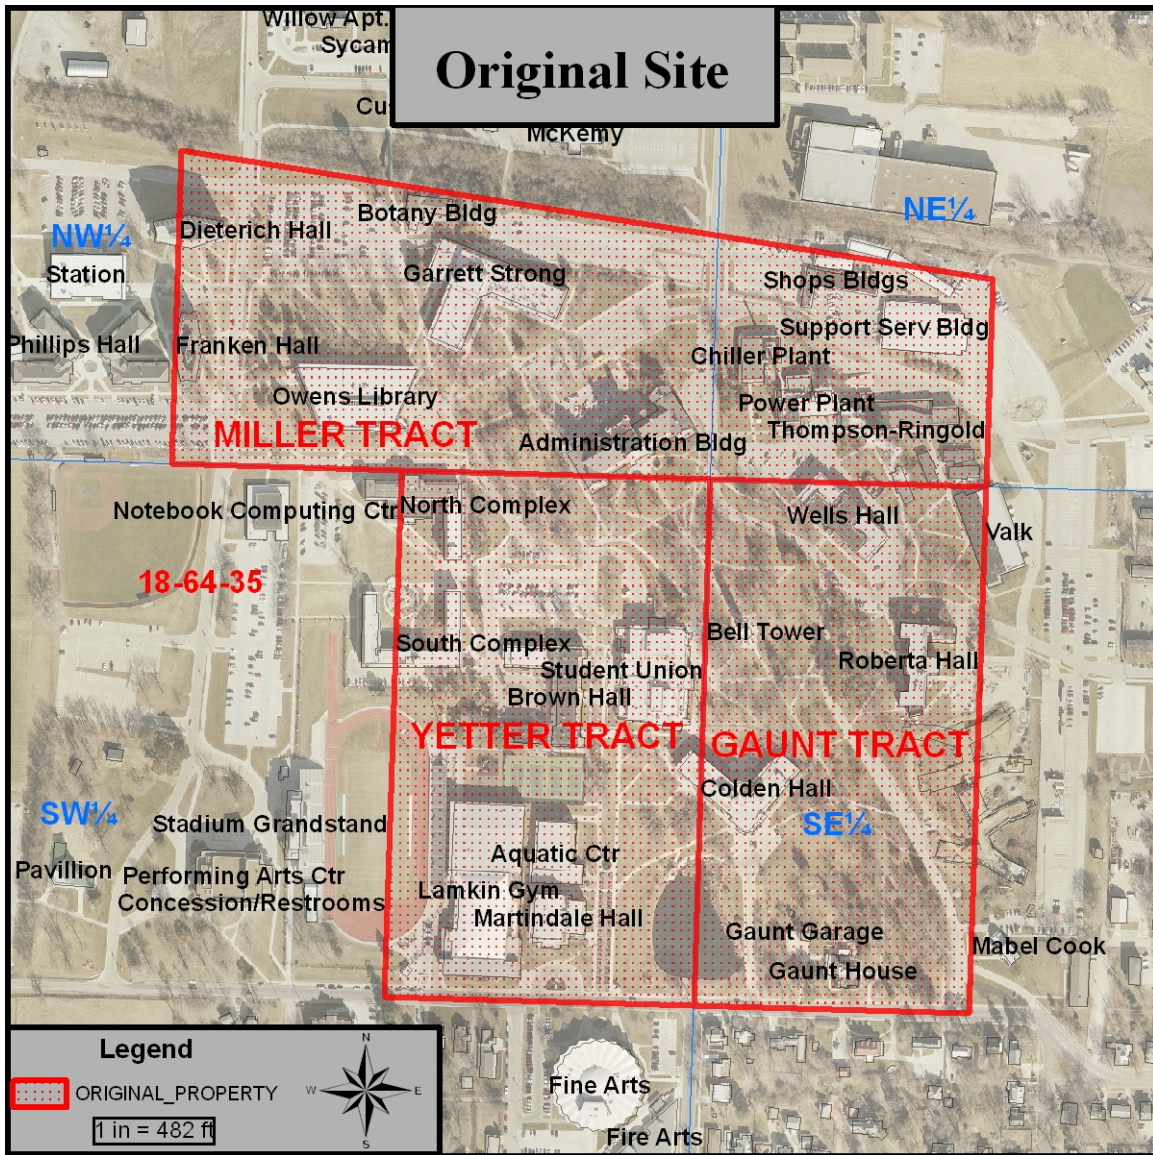 Willow Apt.
Sycam
Original Site
Cus
McKemy
Botany Bldg
NE¼
Dieterich Hall
NW¼
Station
Garrett Strong
Shops Bldgs
Support Serv Bldg
Phillips Hall
Franken Hall
Chiller Plant
Owens Library
Power Plant
MILLER TRACT
Administration Bldg
Thompson-Ringold
Notebook Computing Ctr
North Complex
Wells Hall
Valk
18-64-35
South Complex
Bell Tower
Student Union
Roberta Hall
Brown Hall
YETTER TRACT
GAUNT TRACT
Colden Hall
SW¼
Stadium Grandstand
SE¼
Pavillion
Performing Arts Ctr
Aquatic Ctr
Concession/Restrooms
Lamkin Gym
Martindale Hall
Gaunt Garage
Mabel Cook
Gaunt House
Legend
ORIGINAL_PROPERTY
1 in = 482 ft
N
W
E
S
Fine Arts
Fire Arts